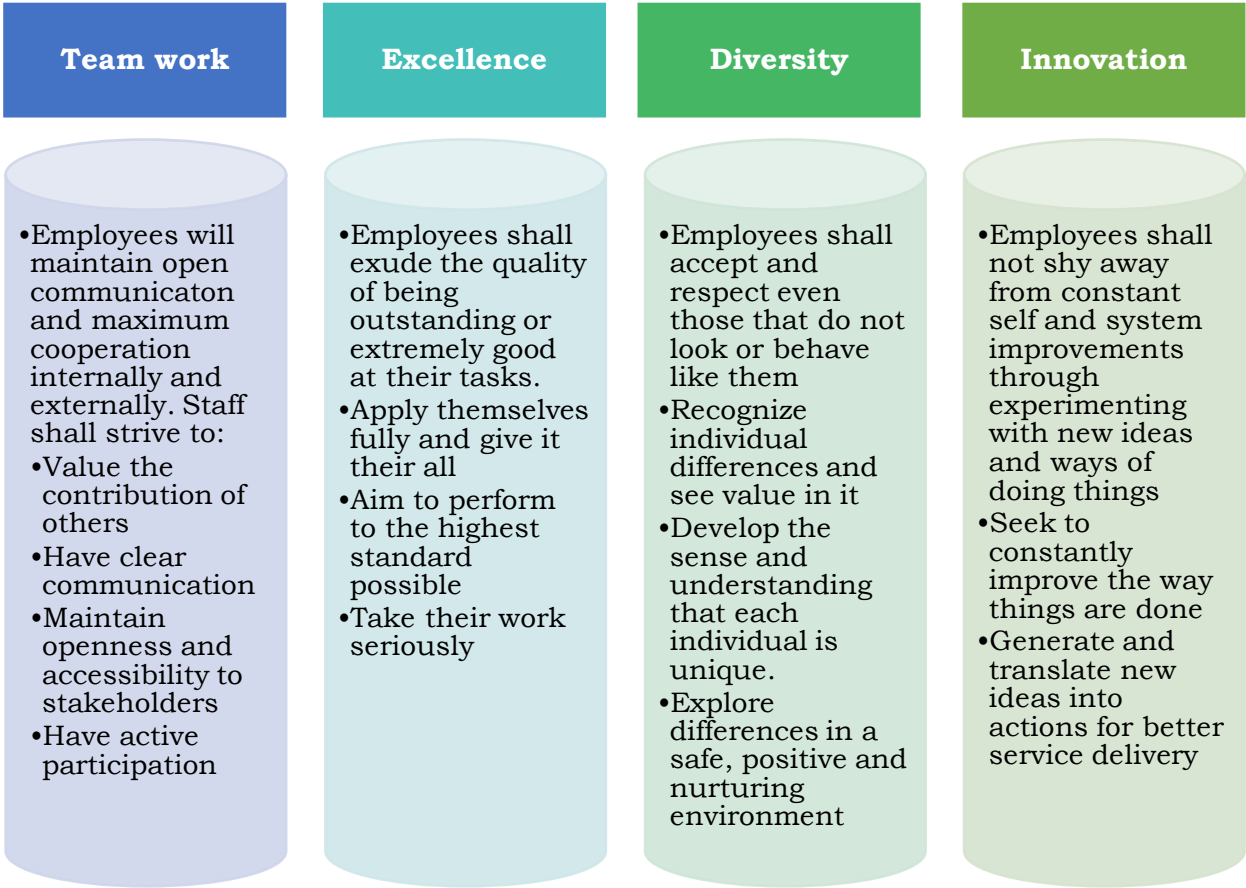 Team work
•Employees will
maintain open
communicaton
and maximum
cooperation
internally and
externally. Staff
shall strive to:
•Value the
contribution of
others
•Have clear
communication
•Maintain
openness and
accessibility to
stakeholders
•Have active
participation
Excellence
•Employees shall
exude the quality
of being
outstanding or
extremely good
at their tasks.
•Apply themselves
fully and give it
their all
•Aim to perform
to the highest
standard
possible
•Take their work
seriously
Diversity
•Employees shall
accept and
respect even
those that do not
look or behave
like them
•Recognize
individual
differences and
see value in it
•Develop the
sense and
understanding
that each
individual is
unique.
•Explore
differences in a
safe, positive and
nurturing
environment
Innovation
•Employees shall
not shy away
from constant
self and system
improvements
through
experimenting
with new ideas
and ways of
doing things
•Seek to
constantly
improve the way
things are done
•Generate and
translate new
ideas into
actions for better
service delivery